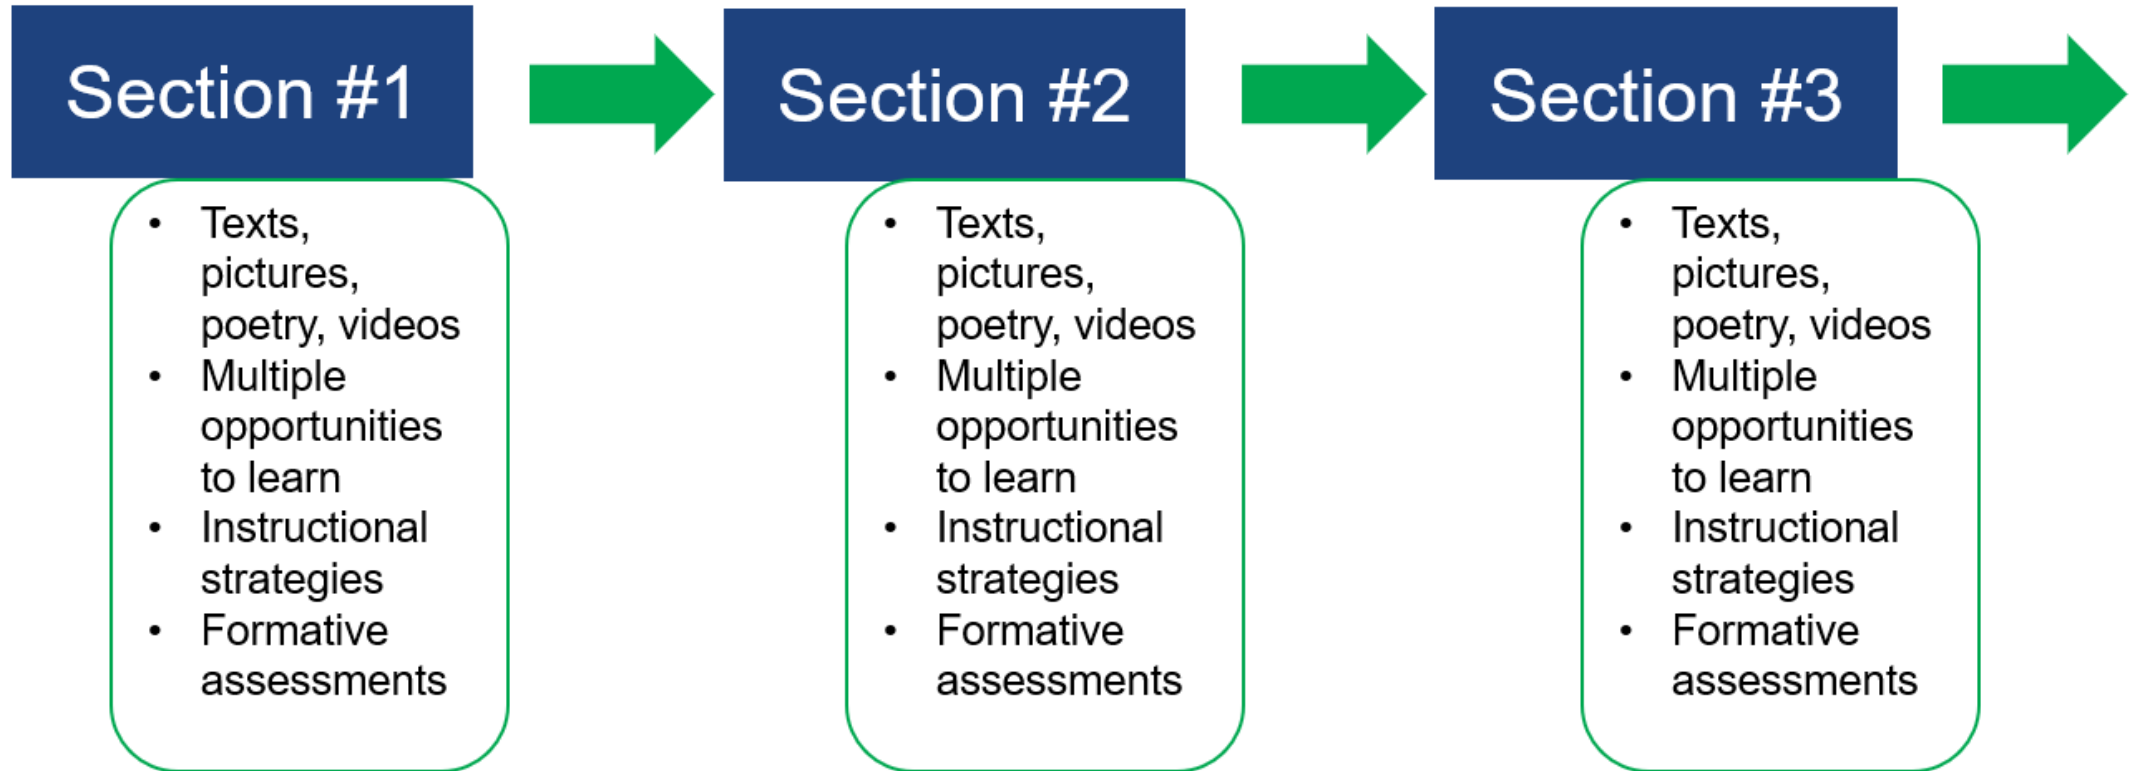 Section #1
Section #2
Section #3
• Texts,
pictures,
poetry, videos
• Multiple
opportunities
to learn
• Instructional
strategies
• Formative
assessments
• Texts,
pictures,
poetry, videos
• Multiple
opportunities
to learn
• Instructional
strategies
• Formative
assessments
• Texts,
pictures,
poetry, videos
• Multiple
opportunities
to learn
• Instructional
strategies
• Formative
assessments